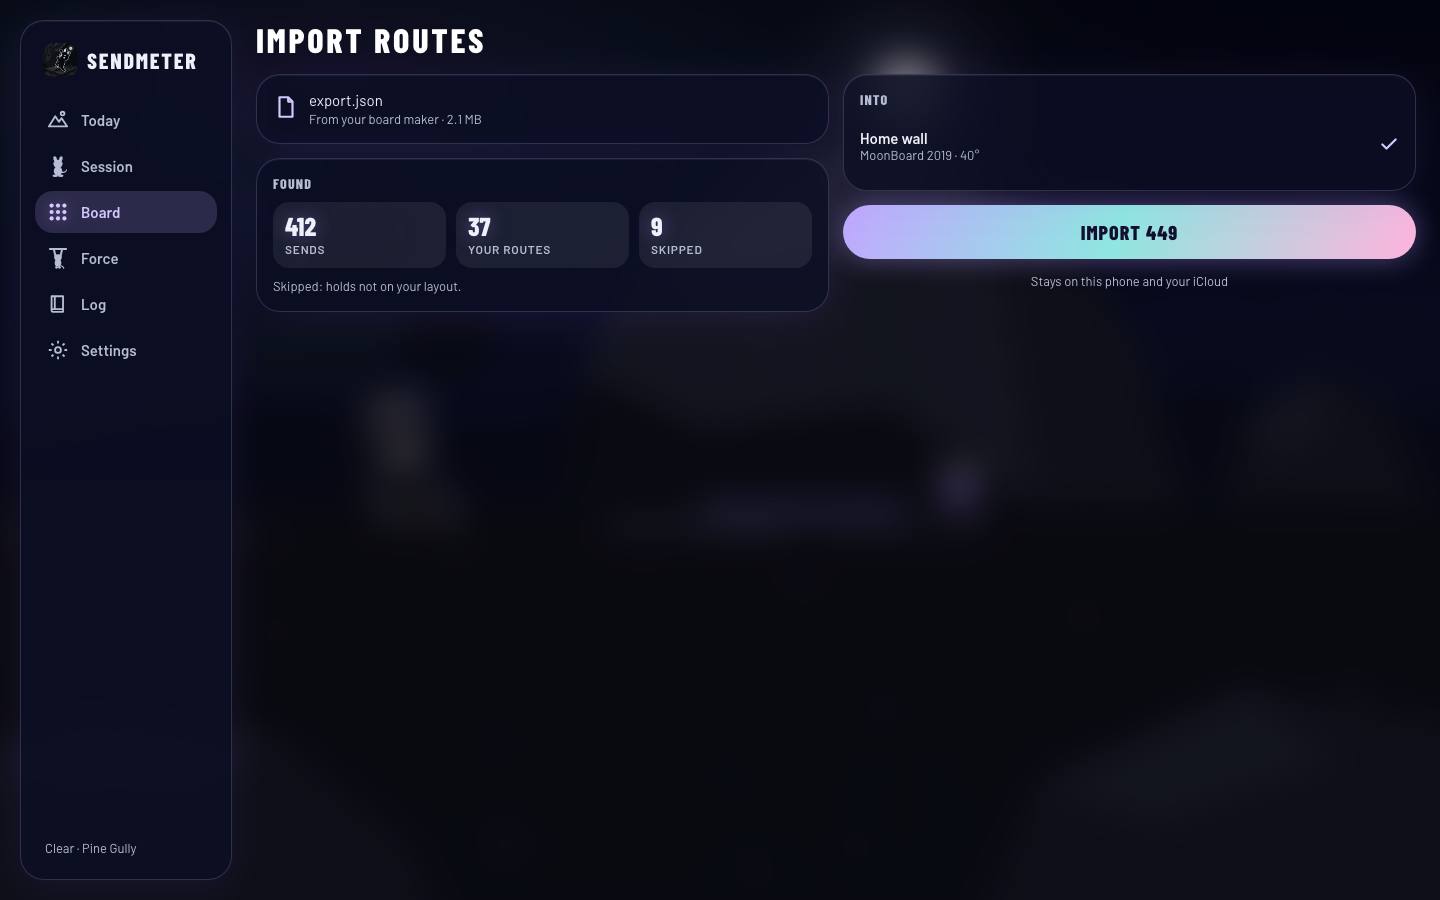 SENDMETER
Today
Session
Board
Force
Log
Settings
Clear · Pine Gully
IMPORT ROUTES
export.json
From your board maker · 2.1 MB
FOUND
412
SENDS
37
YOUR ROUTES
9
SKIPPED
Skipped: holds not on your layout.
INTO
Home wall
MoonBoard 2019 · 40°
IMPORT 449
Stays on this phone and your iCloud